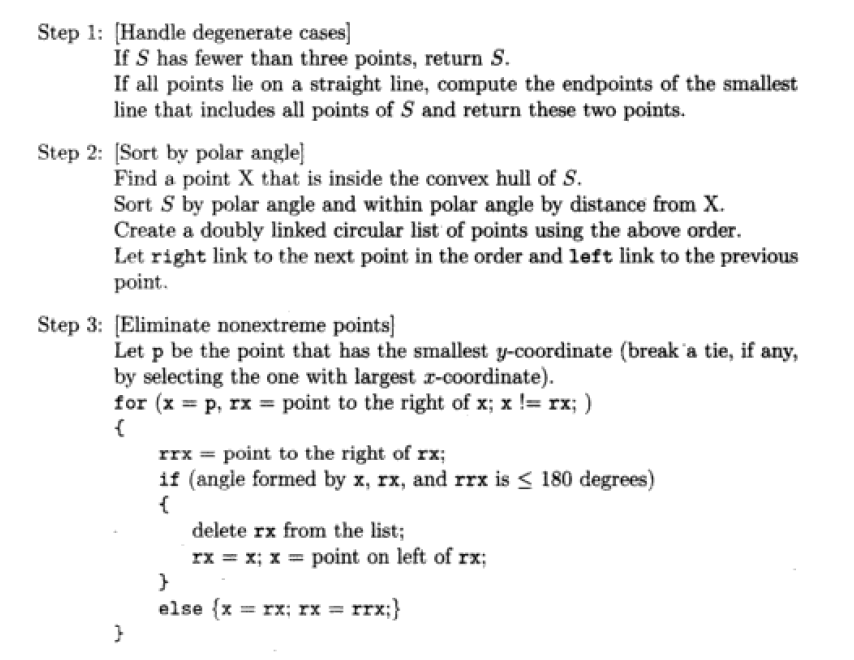 Step 1: [Handle degenerate cases]
If S has fewer than three points, return S.
If all points lie on a straight line, compute the endpoints of the smallest
line that includes all points of S and return these two points.
Step 2: [Sort by polar angle]
Find a point X that is inside the convex hull of S.
Sort S by polar angle and within polar angle by distance from X.
Create a doubly linked circular list of points using the above order.
Let right link to the next point in the order and left link to the previous
point.
Step 3: [Eliminate nonextreme points]
Let p be the point that has the smallest y-coordinate (break a tie, if any,
by selecting the one with largest x-coordinate).
for (x = p, rx = point to the right of x; x != rx; )
{
rrx = point to the right of rx;
if (angle formed by x, rx, and rrx is ≤ 180 degrees)
{
delete rx from the list;
rx = x; x = point on left of rx;
}
else {x = rx; rx = rrx;}
}